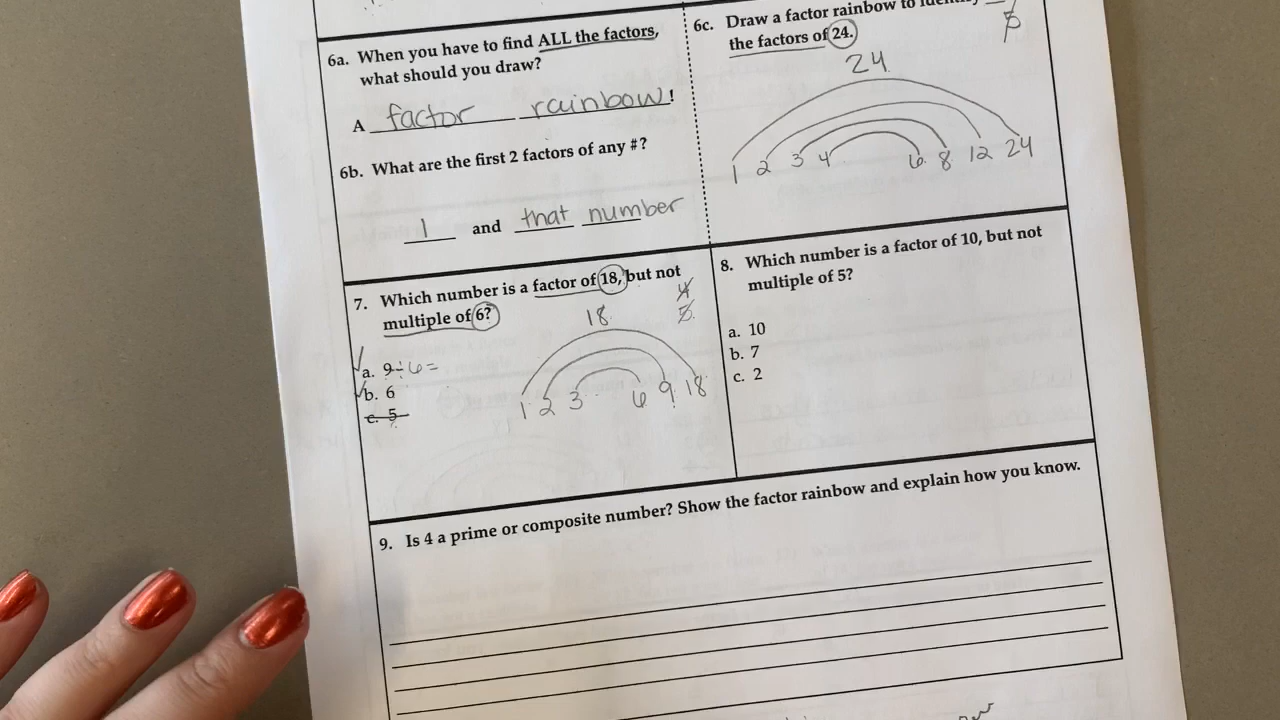 6a. When you have to find ALL the factors,
what should you draw?
A factor rainbow!
6b. What are the first 2 factors of any #?
1 and that number
6c. Draw a factor rainbow to
the factors of 24.
5
24
1 2 3 4 6 8 12 24
7. Which number is a factor of 18, but not
multiple of 6?
4
5
18
a. 9÷6=
b. 6
c. 5
1 2 3 6 9 18
8. Which number is a factor of 10, but not
multiple of 5?
a. 10
b. 7
c. 2
9. Is 4 a prime or composite number? Show the factor rainbow and explain how you know.